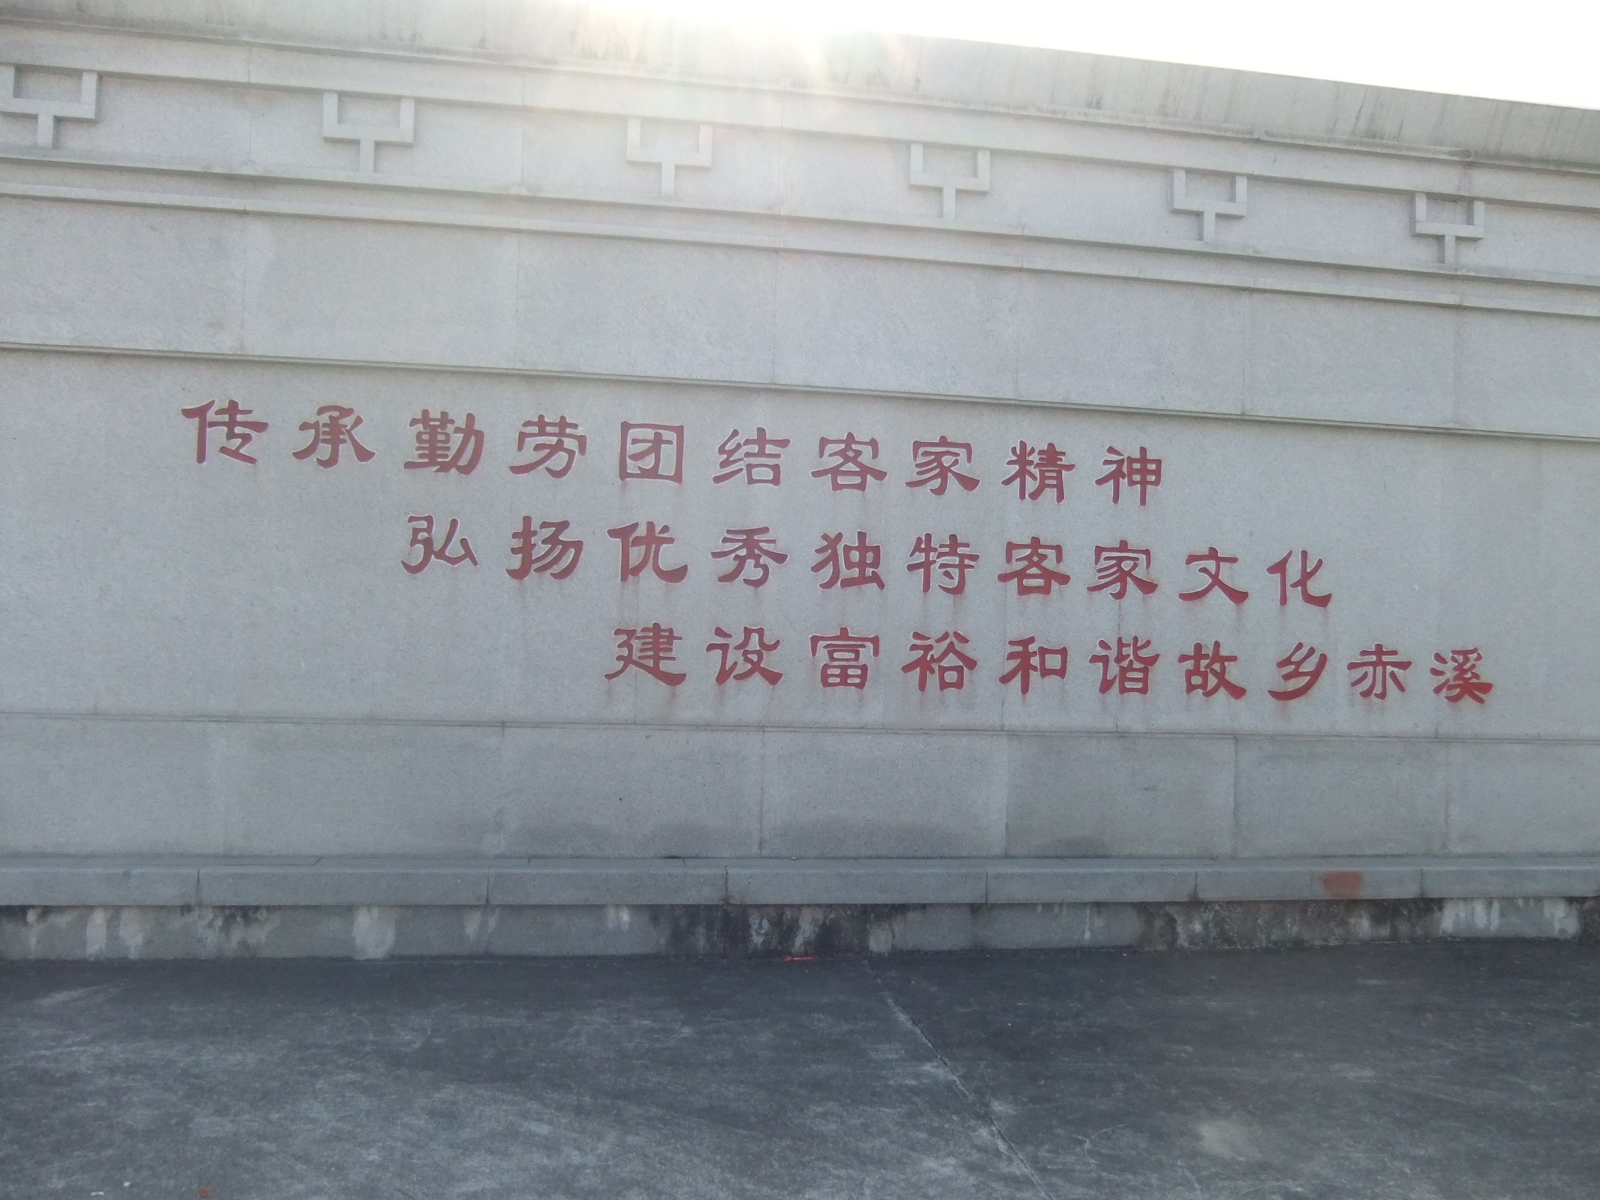 传承勤劳团结客家精神
弘扬优秀独特客家文化
建设富裕和谐故乡赤溪